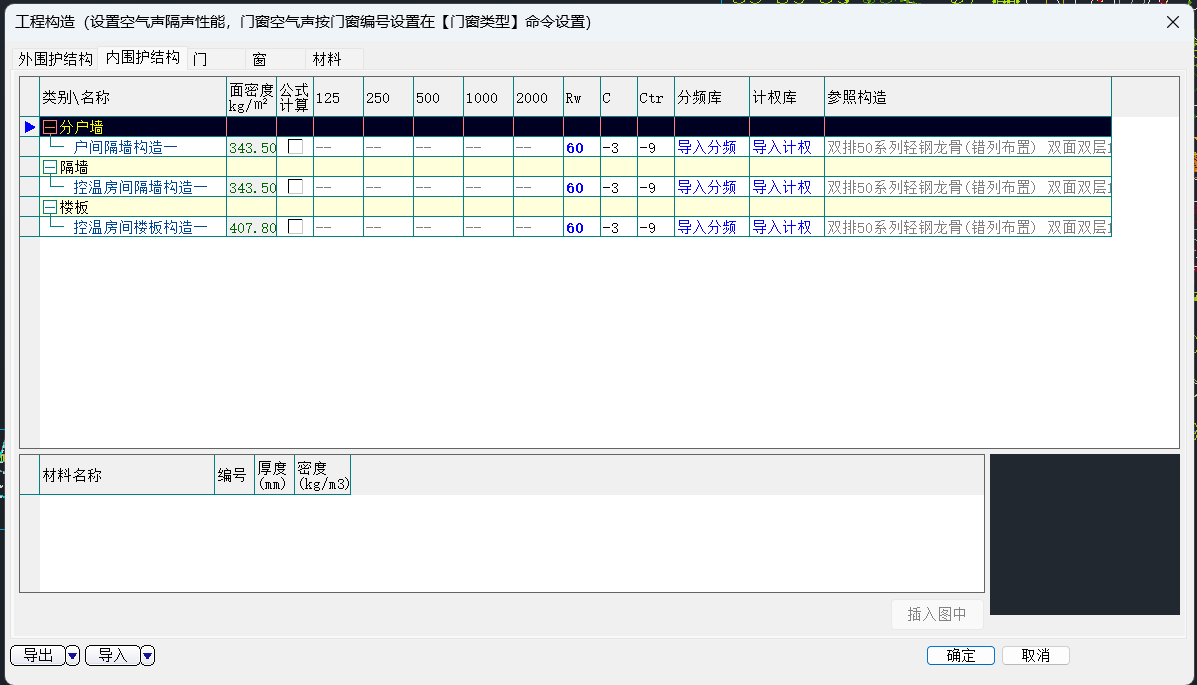 工程构造（设置空气声隔声性能，门窗空气声按门窗编号设置在【门窗类型】命令设置）
外围护结构 内围护结构 门 窗 材料
类别\名称 面密度 kg/m² 公式计算 125 250 500 1000 2000 Rw C Ctr 分频库 计权库 参照构造
分户墙
户间隔墙构造一 343.50 -- -- -- -- -- 60 -3 -9 导入分频 导入计权 双排50系列轻钢龙骨(错列布置) 双面双层1
隔墙
控温房间隔墙构造一 343.50 -- -- -- -- -- 60 -3 -9 导入分频 导入计权 双排50系列轻钢龙骨(错列布置) 双面双层1
楼板
控温房间楼板构造一 407.80 -- -- -- -- -- 60 -3 -9 导入分频 导入计权 双排50系列轻钢龙骨(错列布置) 双面双层1
材料名称 编号 厚度(mm) 密度(kg/m3)
插入图中
导出 导入 确定 取消